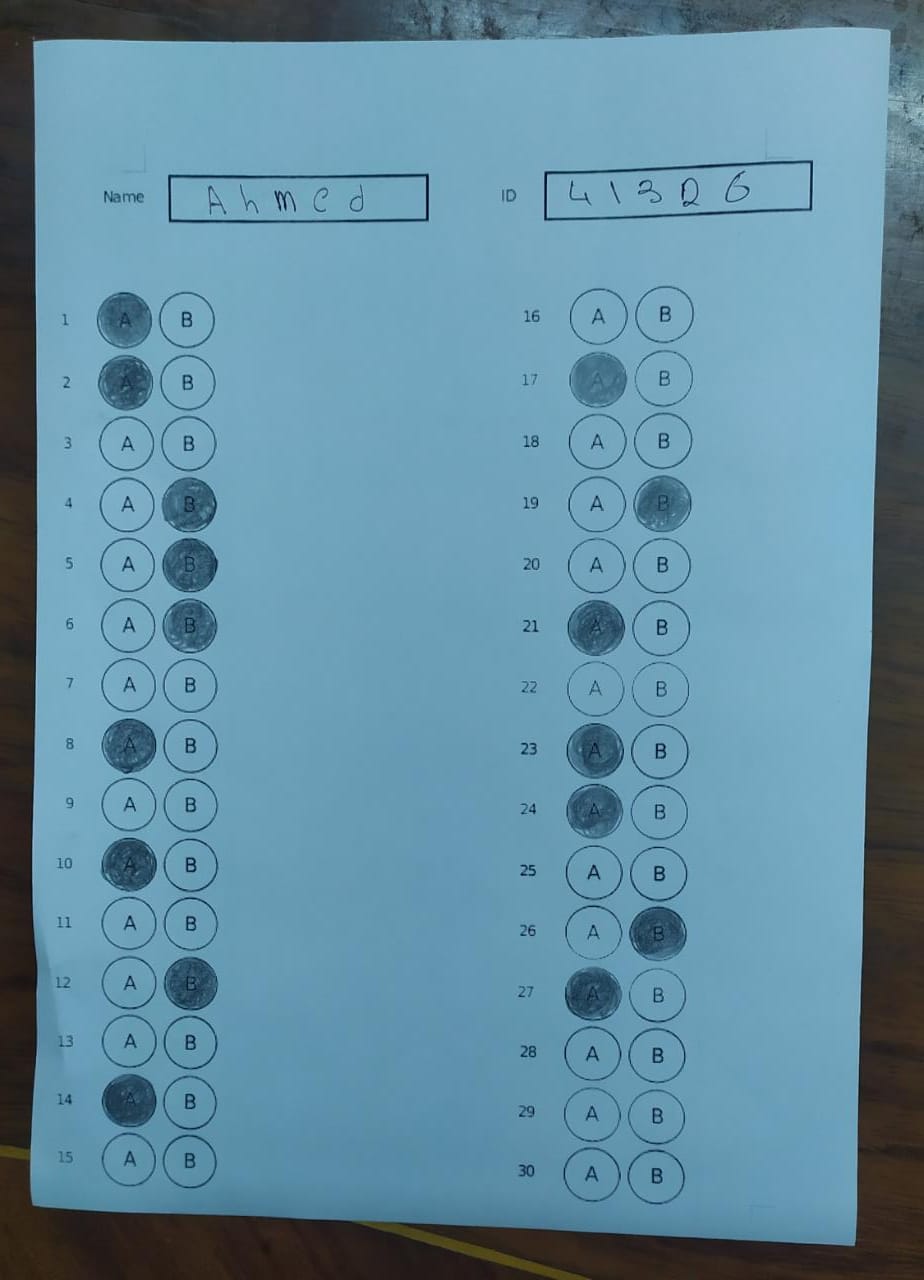 Name Ahmed ID 41326
1 A B 16 A B
2 A B 17 A B
3 A B 18 A B
4 A B 19 A B
5 A B 20 A B
6 A B 21 A B
7 A B 22 A B
8 A B 23 A B
9 A B 24 A B
10 A B 25 A B
11 A B 26 A B
12 A B 27 A B
13 A B 28 A B
14 A B 29 A B
15 A B 30 A B